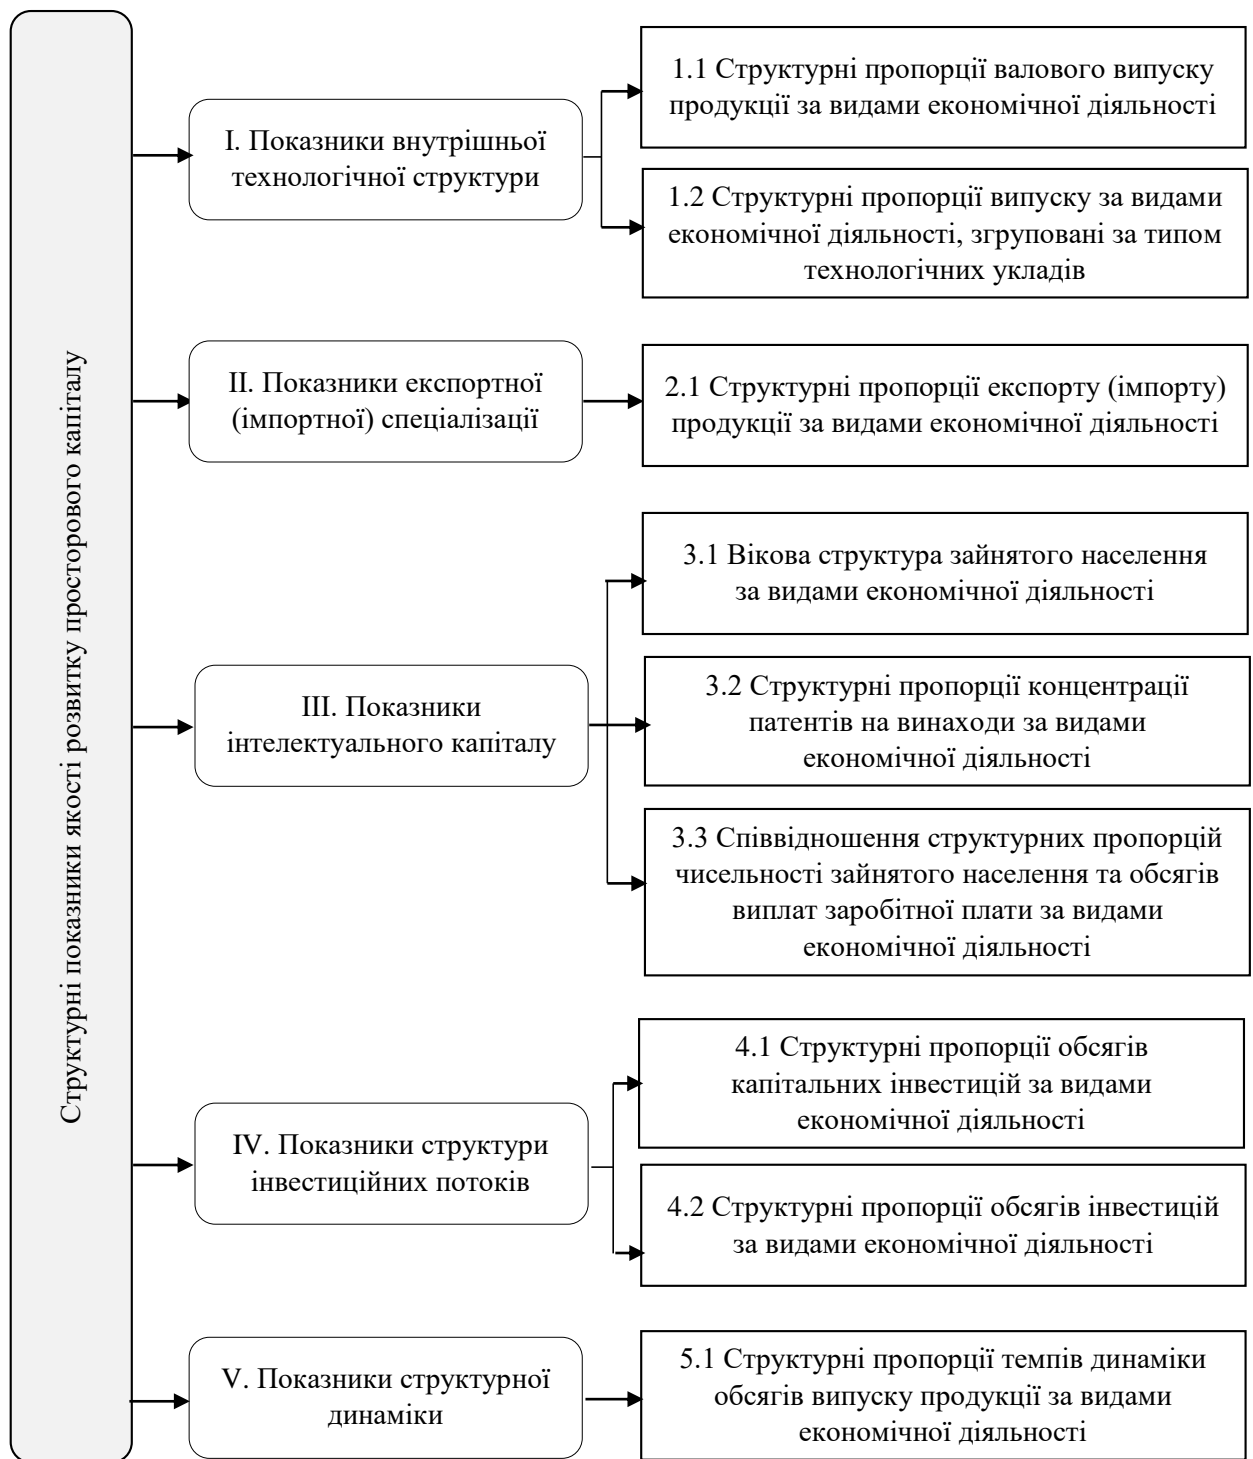 Структурні показники якості розвитку просторового капіталу
І. Показники внутрішньої
технологічної структури
1.1 Структурні пропорції валового випуску
продукції за видами економічної діяльності
1.2 Структурні пропорції випуску за видами
економічної діяльності, згруповані за типом
технологічних укладів
ІІ. Показники експортної
(імпортної) спеціалізації
2.1 Структурні пропорції експорту (імпорту)
продукції за видами економічної діяльності
ІІІ. Показники
інтелектуального капіталу
3.1 Вікова структура зайнятого населення
за видами економічної діяльності
3.2 Структурні пропорції концентрації
патентів на винаходи за видами
економічної діяльності
3.3 Співвідношення структурних пропорцій
чисельності зайнятого населення та обсягів
виплат заробітної плати за видами
економічної діяльності
IV. Показники структури
інвестиційних потоків
4.1 Структурні пропорції обсягів
капітальних інвестицій за видами
економічної діяльності
4.2 Структурні пропорції обсягів інвестицій
за видами економічної діяльності
V. Показники структурної
динаміки
5.1 Структурні пропорції темпів динаміки
обсягів випуску продукції за видами
економічної діяльності